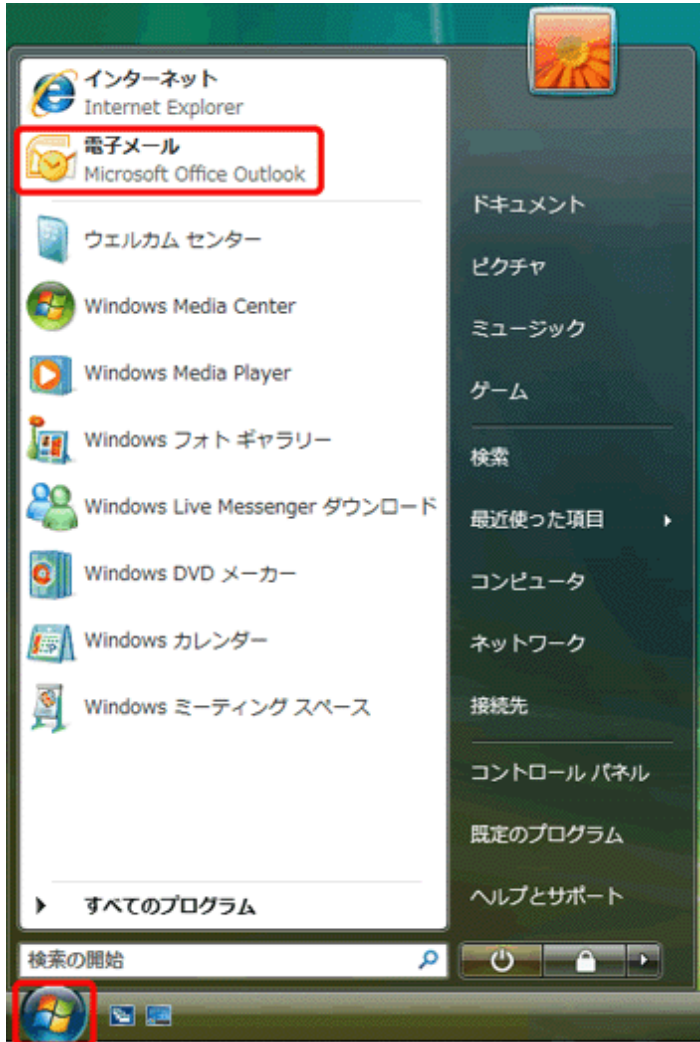 インターネット
Internet Explorer
電子メール
Microsoft Office Outlook
ウェルカム センター
Windows Media Center
Windows Media Player
Windows フォト ギャラリー
Windows Live Messenger ダウンロード
Windows DVD メーカー
Windows カレンダー
Windows ミーティング スペース
すべてのプログラム
検索の開始
ドキュメント
ピクチャ
ミュージック
ゲーム
検索
最近使った項目
コンピュータ
ネットワーク
接続先
コントロール パネル
既定のプログラム
ヘルプとサポート